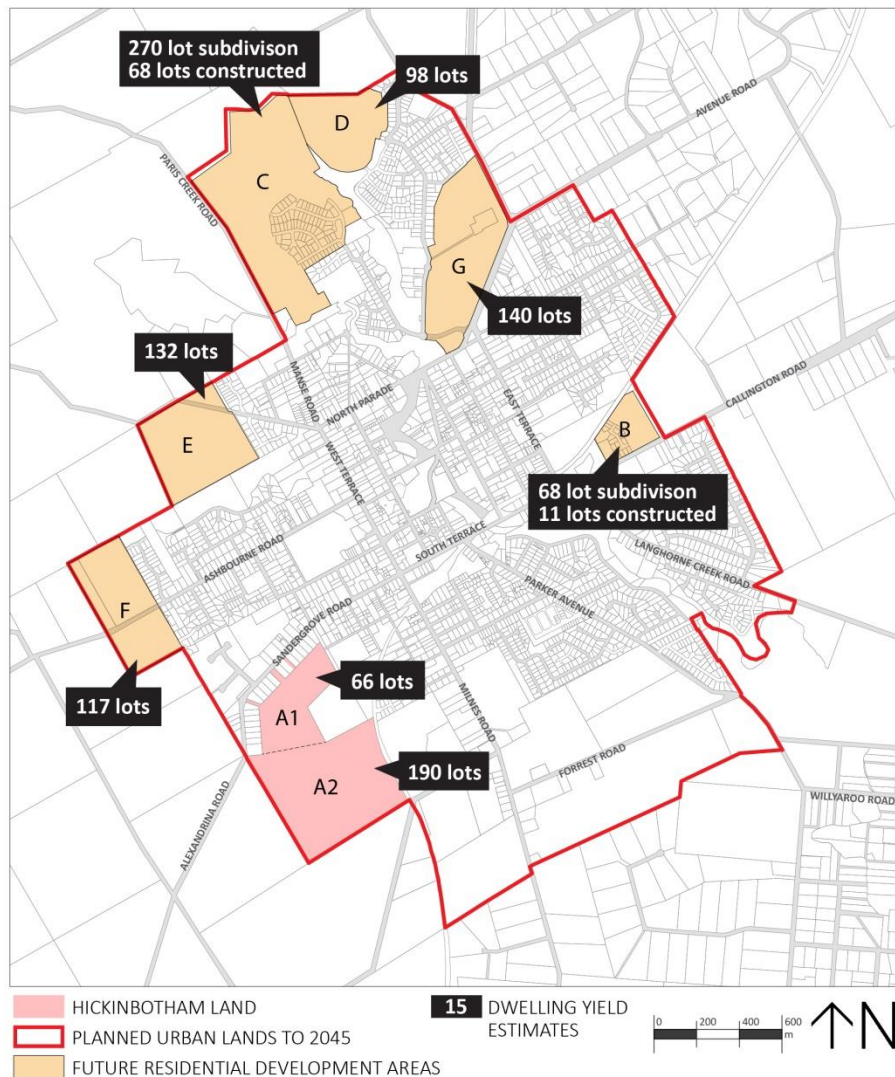 270 lot subdivison
68 lots constructed
98 lots
D
AVENUE ROAD
PARIS CREEK ROAD
C
G
140 lots
132 lots
MANSE ROAD
NORTH PARADE
EAST TERRACE
CALLINGTON ROAD
E
WEST TERRACE
B
68 lot subdivison
11 lots constructed
ASHBOURNE ROAD
SOUTH TERRACE
LANGHORNE CREEK ROAD
PARKER AVENUE
F
SANDERGROVE ROAD
117 lots
66 lots
A1
MILNES ROAD
190 lots
A2
FORREST ROAD
WILLYAROO ROAD
ALEXANDRINA ROAD
HICKINBOTHAM LAND
PLANNED URBAN LANDS TO 2045
FUTURE RESIDENTIAL DEVELOPMENT AREAS
15 DWELLING YIELD
ESTIMATES
0 200 400 600
m
N